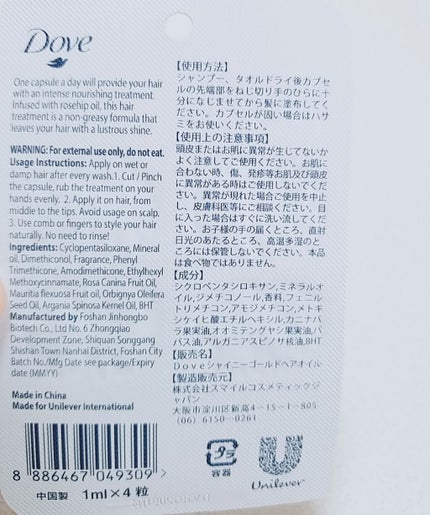 Dove
One capsule a day will provide your hair
with an intense nourishing treatment.
Infused with rosehip oil, this hair
treatment is a non-greasy formula that
leaves your hair with a lustrous shine.
WARNING: For external use only, do not eat.
Usage Instructions: Apply on wet or
damp hair after every wash.1. Cut / Pinch
the capsule, rub the treatment on your
hands evenly. 2. Apply it on hair, from
middle to the tips. Avoid usage on scalp.
3. Use comb or fingers to style your hair
naturally. No need to rinse!
Ingredients: Cyclopentasiloxane, Mineral
oil, Dimethiconol, Fragrance, Phenyl
Trimethicone, Amodimethicone, Ethylhexyl
Methoxycinnamate, Rosa Canina Fruit Oil,
Mauritia flexuosa Fruit oil, Orbignya Oleifera
Seed Oil, Argania Spinosa Kernel Oil, BHT
Manufactured by Foshan Jinhongbo
Biotech Co., Ltd No. 6 Zhongqiao
Development Zone, Shiquan Songgang
Shishan Town Nanhai District, Foshan City
Batch No./Mfg Date see package/Expiry
date (MMYY)
Made in China
Made for Unilever International
8 886467 049309
中国製 1ml×4粒
【使用方法】
シャンプー、タオルドライ後カプセ
ルの先端部をねじ切り手のひらに十
分になじませてから髪に塗布してく
ださい。カプセルが固い場合はハサ
ミをお使いください。
【使用上の注意事項】
頭皮またはお肌に異常が生じてないか
よく注意してご使用ください。お肌に
合わない時、傷、発疹等お肌及び頭皮
に異常がある時はご使用しないでくだ
さい。異常が現れた場合ご使用を中止
し、皮膚科医等にご相談ください。目
に入った場合はすぐに洗い流してくだ
さい。お子様の手の届くところ、直射
日光のあたるところ、高温多湿のと
ころには保管しないでください。本品
は食べ物ではありません。
【成分】
シクロペンタシロキサン,ミネラルオ
イル,ジメチコノール,香料,フェニル
トリメチコン,アモジメチコン,メトキ
シケイヒ酸エチルヘキシル,カニナバ
ラ果実油,オオミテングヤシ果実油,バ
バス油,アルガニアスピノサ核油,BHT
【販売名】
Doveシャイニーゴールドヘアオイル
【製造販売元】
株式会社スマイルコスメティックジ
ャパン
大阪市淀川区新高4－15－1－805
(06) 6150－0261
プラ
Unilever